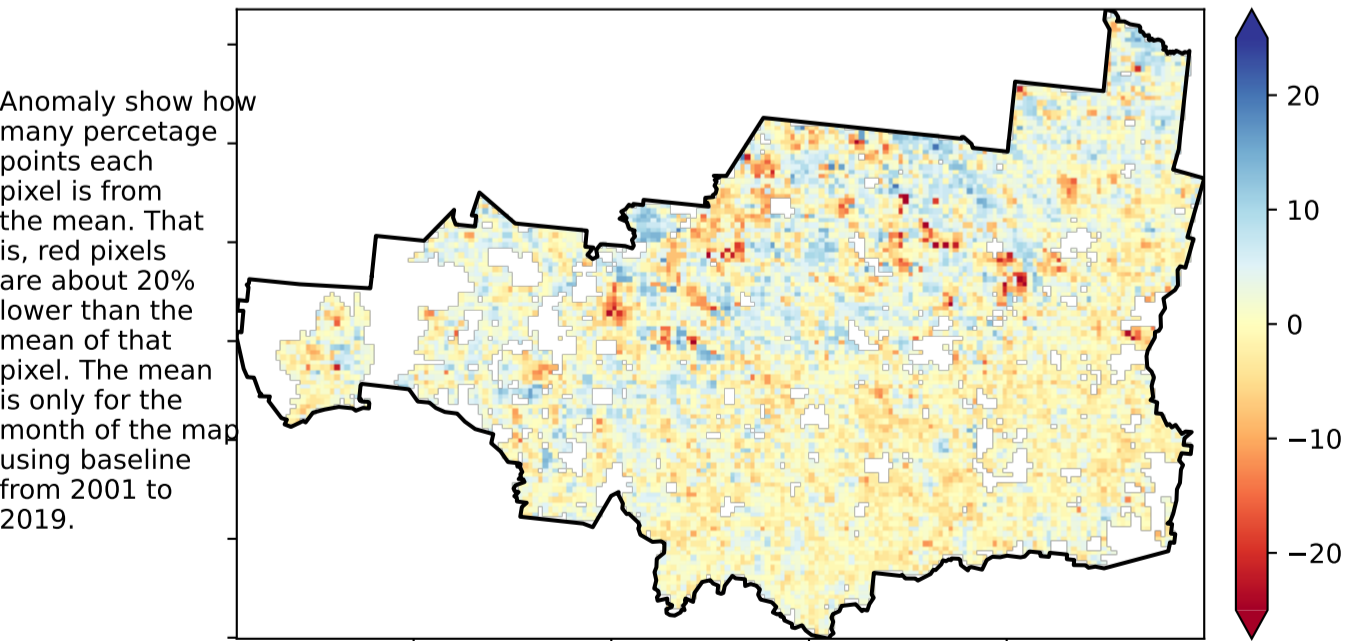 Anomaly show how
many percetage
points each
pixel is from
the mean. That
is, red pixels
are about 20%
lower than the
mean of that
pixel. The mean
is only for the
month of the map
using baseline
from 2001 to
2019.
20
10
0
−10
−20